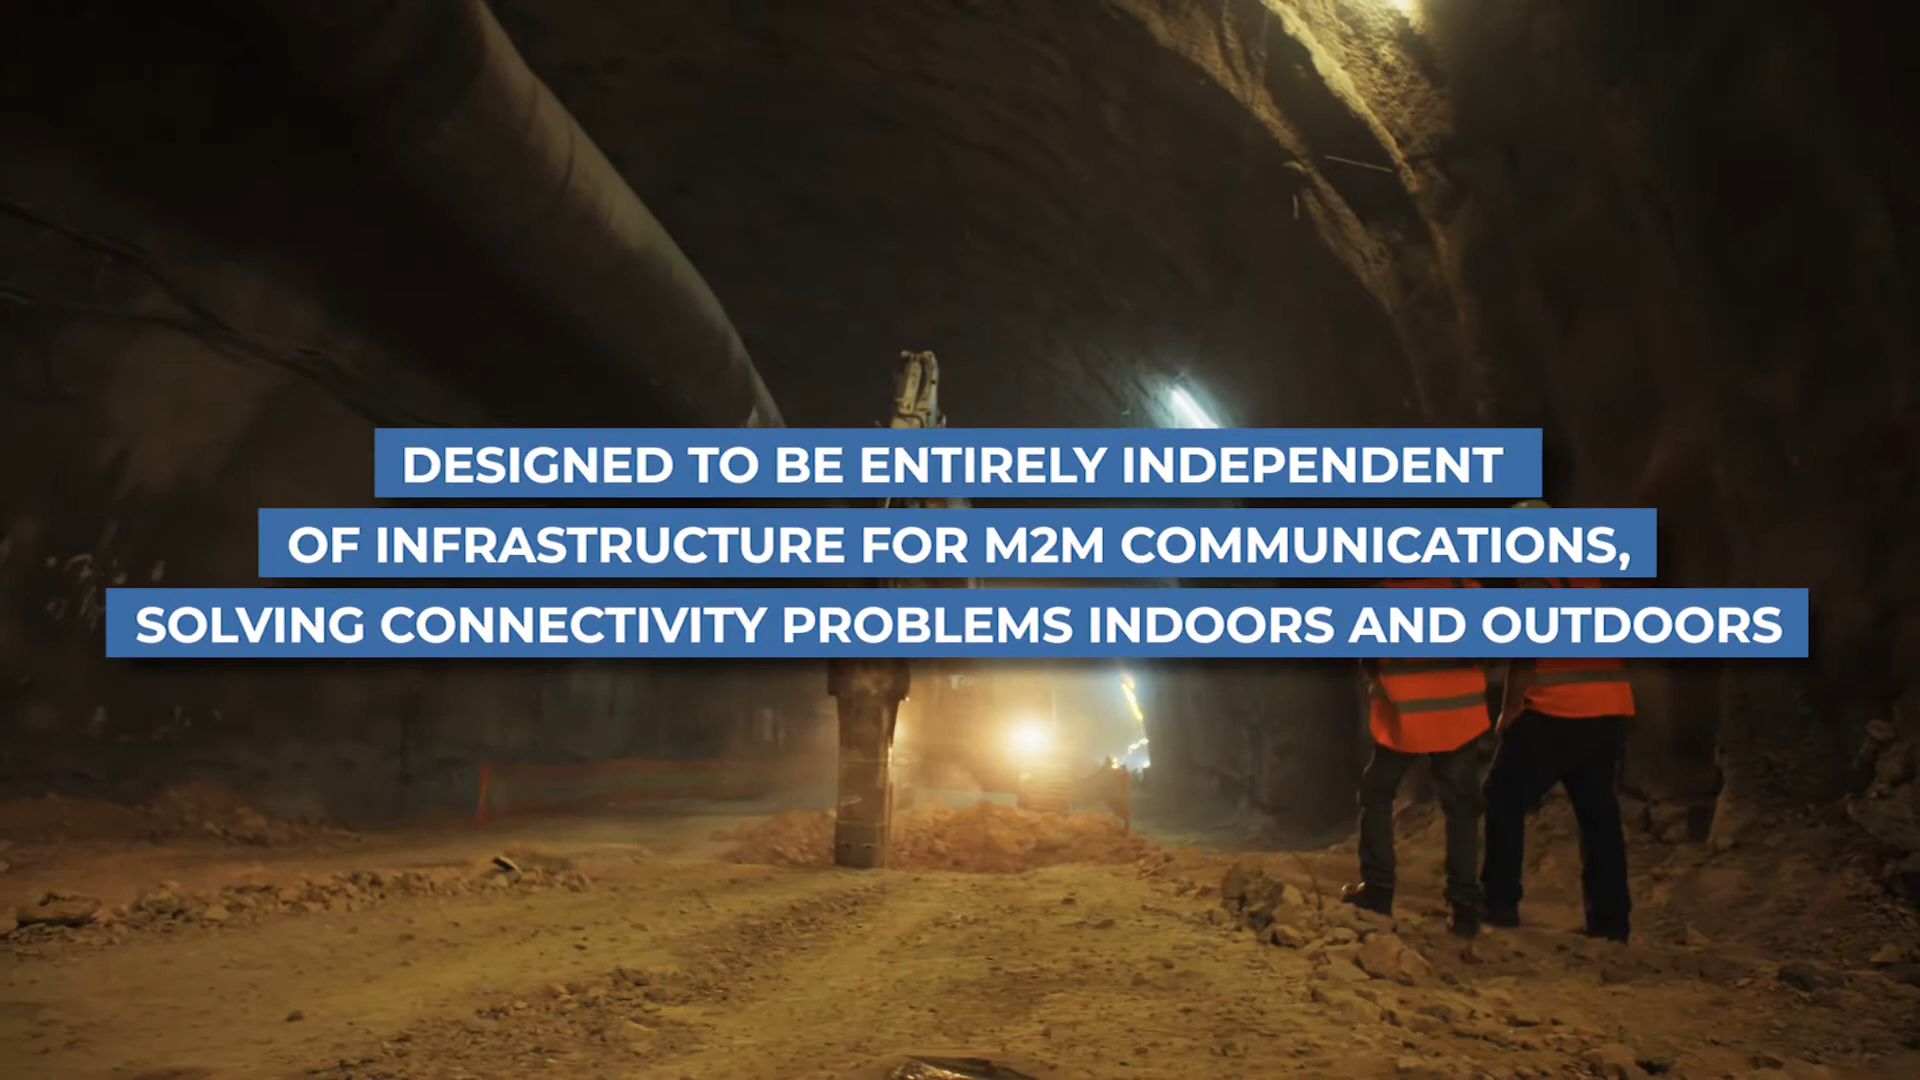 DESIGNED TO BE ENTIRELY INDEPENDENT
OF INFRASTRUCTURE FOR M2M COMMUNICATIONS,
SOLVING CONNECTIVITY PROBLEMS INDOORS AND OUTDOORS